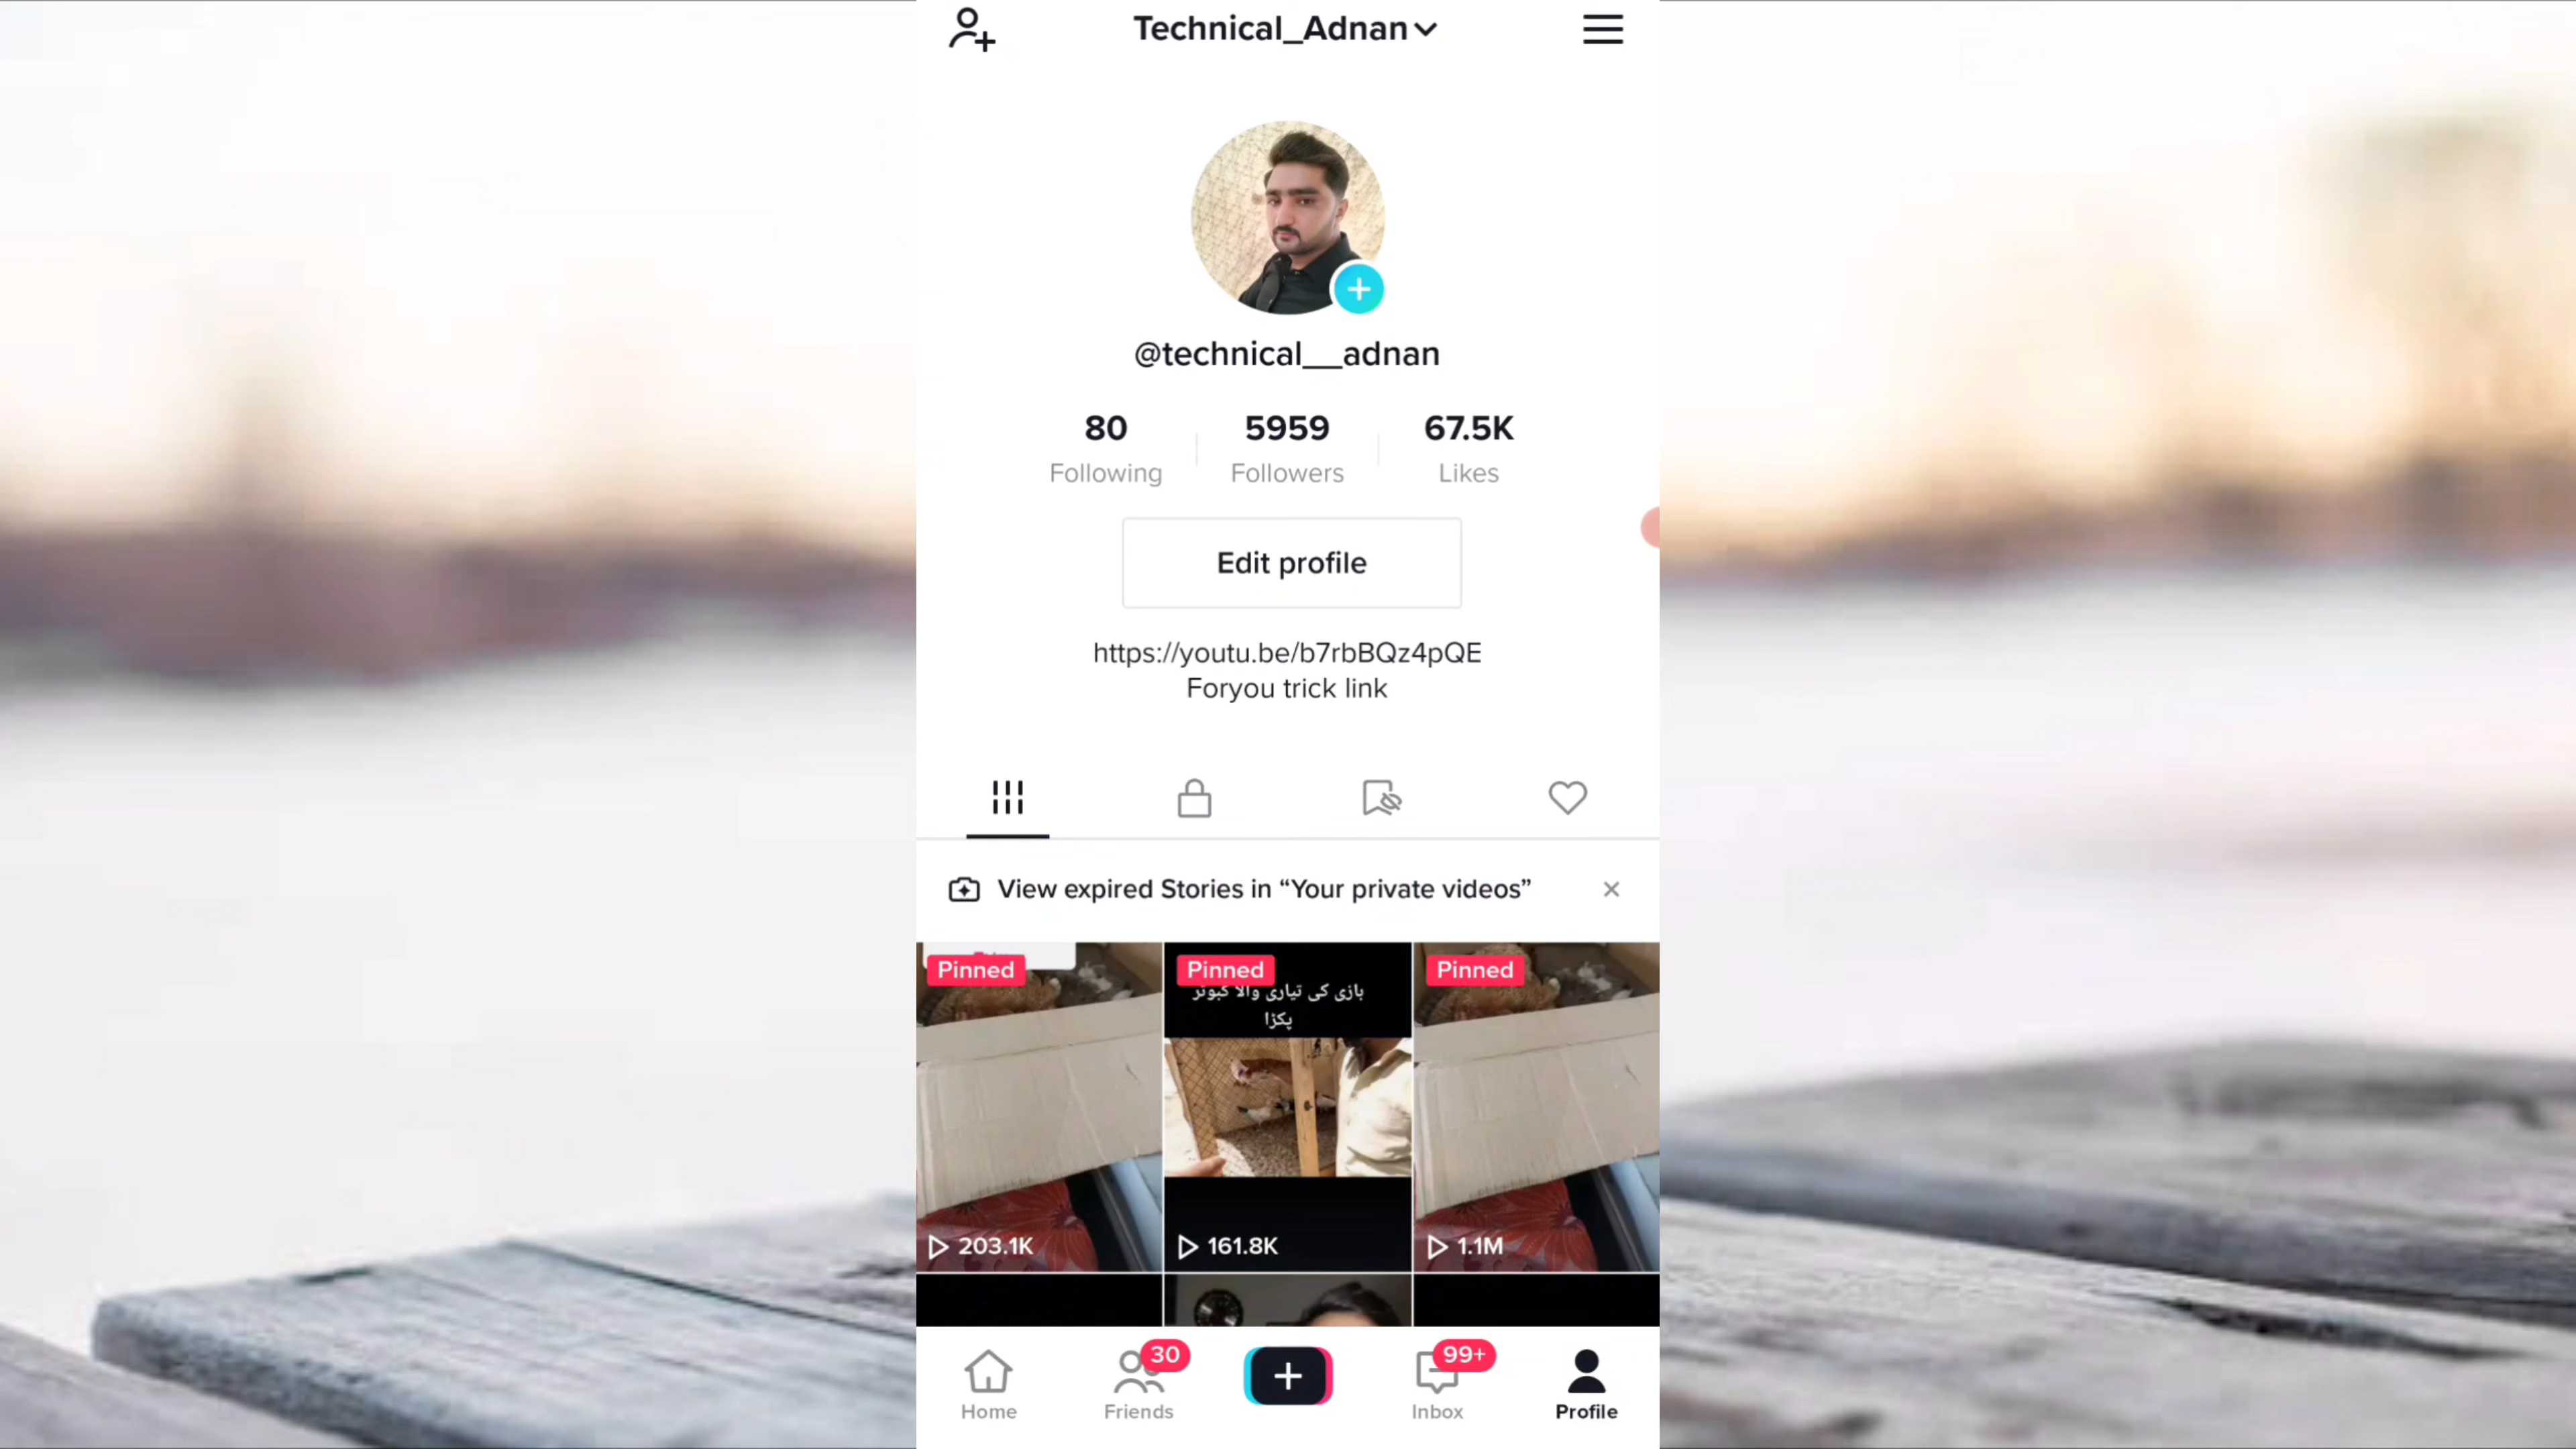 Technical_Adnan
@technical__adnan
80
5959
67.5K
Following
Followers
Likes
Edit profile
https://youtu.be/b7rbBQz4pQE
Foryou trick link
View expired Stories in “Your private videos”
Pinned
Pinned
Pinned
بازی کی تیاری والا کبوتر
پکڑا
203.1K
161.8K
1.1M
30
99+
Home
Friends
Inbox
Profile